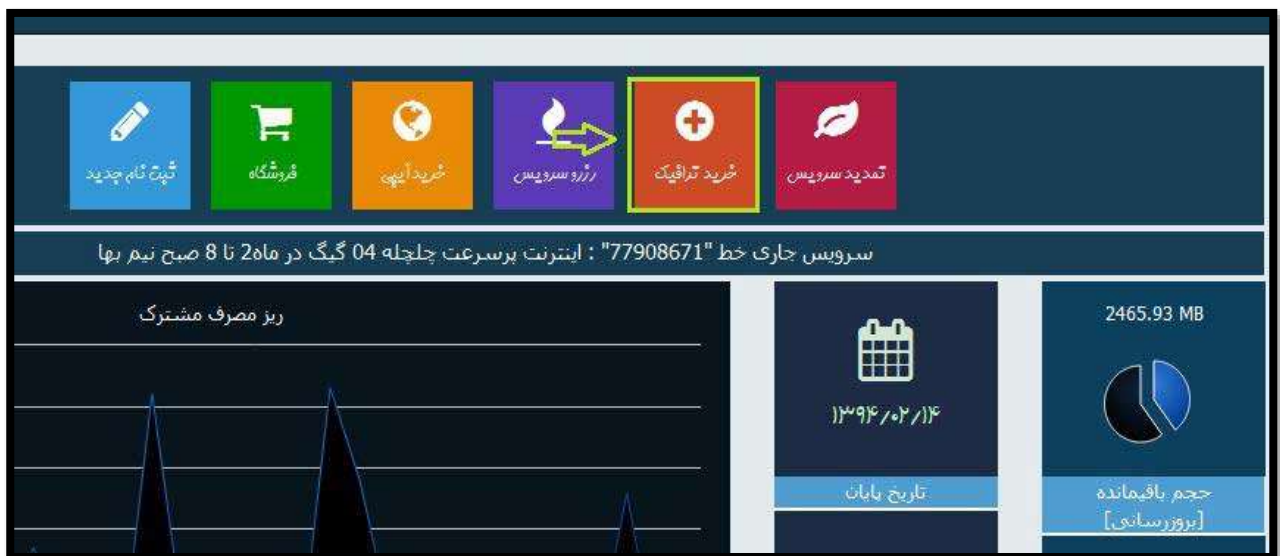 تمدید سرویس
خرید ترافیک
رزرو سرویس
خرید آیپی
فروشگاه
ثبت نام جدید
سرویس جاری خط "77908671" : اینترنت پرسرعت چلچله 04 گیگ در ماه2 تا 8 صبح نیم بها
2465.93 MB
حجم باقیمانده
[بروزرسانی]
۱۳۹۴/۰۲/۱۴
تاریخ پایان
ریز مصرف مشترک